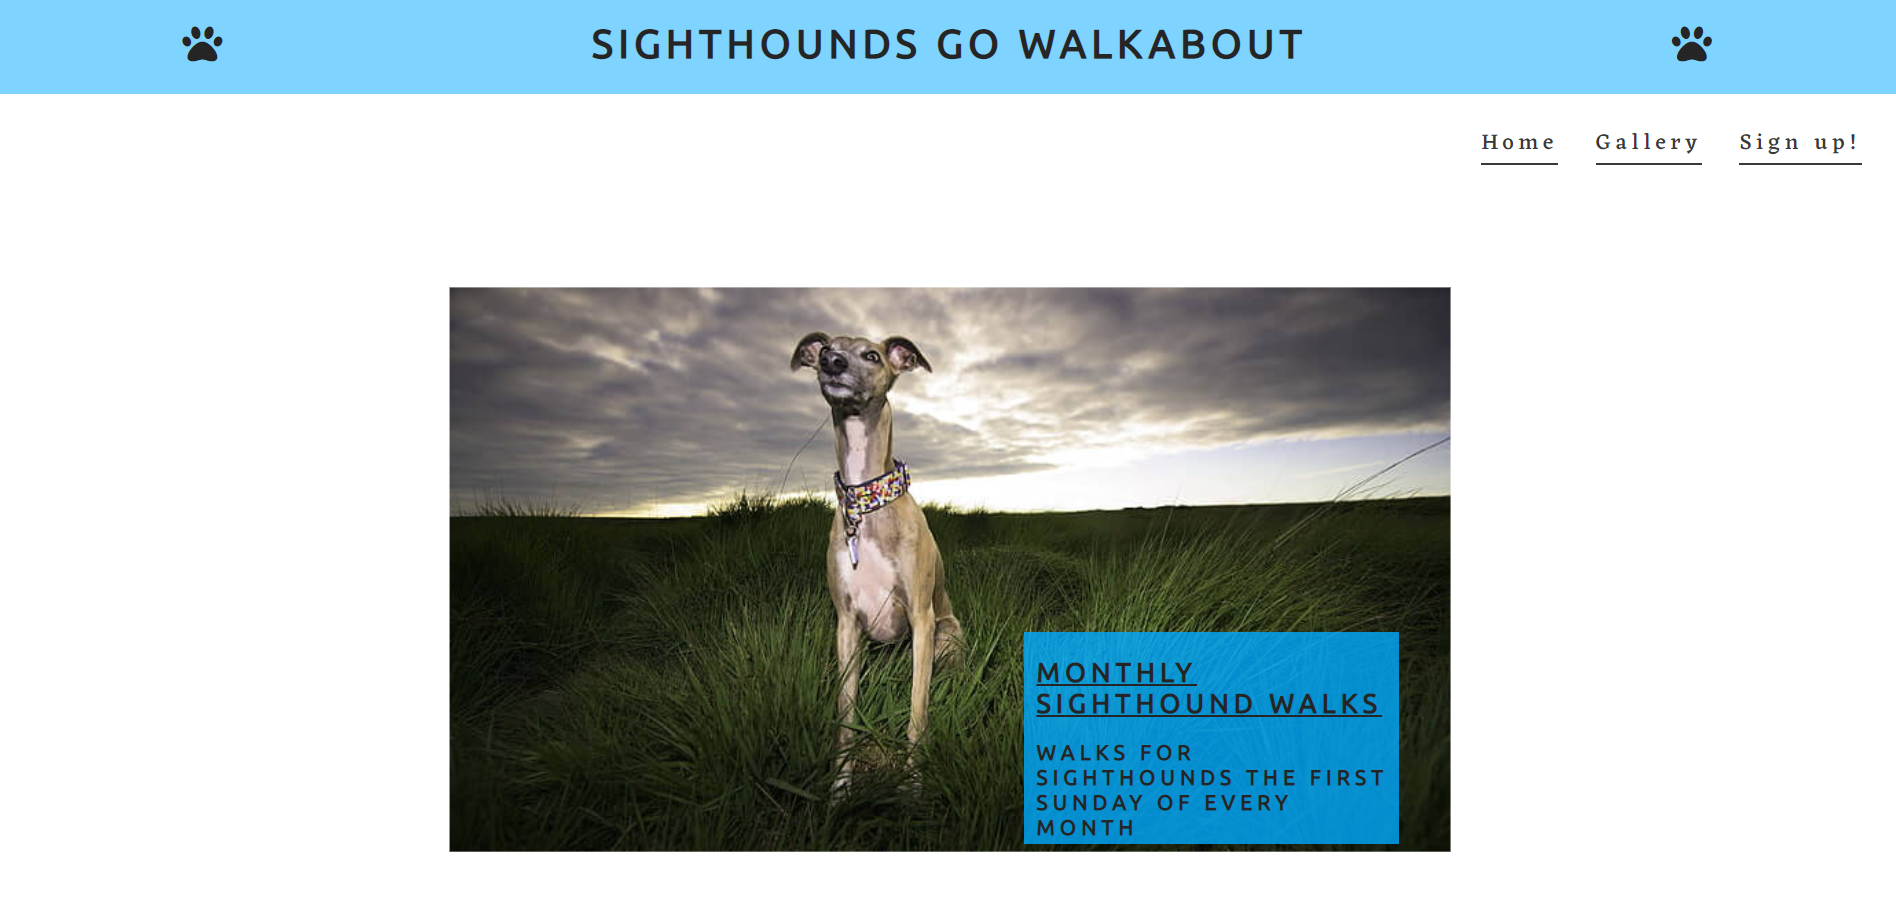 SIGHTHOUNDS GO WALKABOUT
Home Gallery Sign up!
MONTHLY
SIGHTHOUND WALKS
WALKS FOR
SIGHTHOUNDS THE FIRST
SUNDAY OF EVERY
MONTH